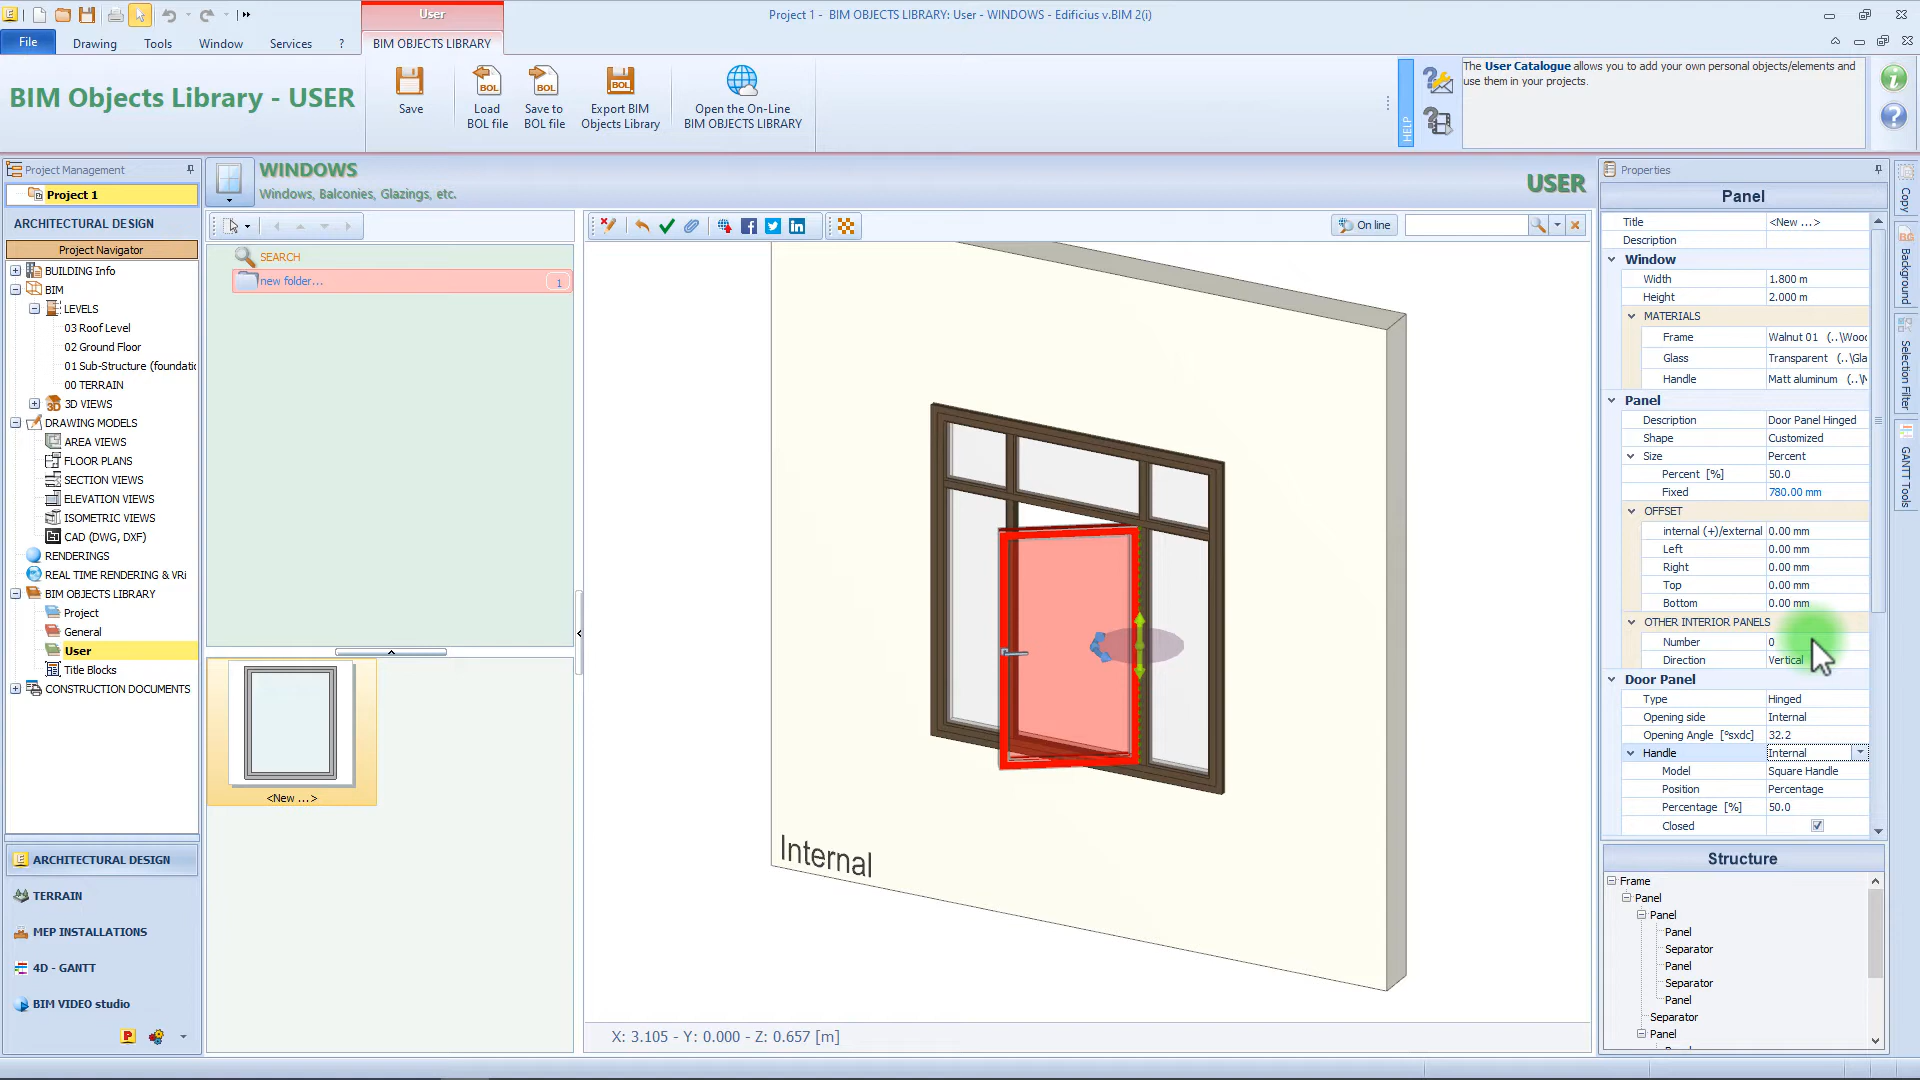 User
Project 1 - BIM OBJECTS LIBRARY: User - WINDOWS - Edificius v.BIM 2(i)
File
Drawing
Tools
Window
Services
?
BIM OBJECTS LIBRARY
BIM Objects Library - USER
Save
Load
BOL file
Save to
BOL file
Export BIM
Objects Library
Open the On-Line
BIM OBJECTS LIBRARY
HELP
The User Catalogue allows you to add your own personal objects/elements and
use them in your projects.
Project Management
Project 1
ARCHITECTURAL DESIGN
Project Navigator
BUILDING Info
BIM
LEVELS
03 Roof Level
02 Ground Floor
01 Sub-Structure (foundatio
00 TERRAIN
3D VIEWS
DRAWING MODELS
AREA VIEWS
FLOOR PLANS
SECTION VIEWS
ELEVATION VIEWS
ISOMETRIC VIEWS
CAD (DWG, DXF)
RENDERINGS
REAL TIME RENDERING & VRi
BIM OBJECTS LIBRARY
Project
General
User
Title Blocks
CONSTRUCTION DOCUMENTS
ARCHITECTURAL DESIGN
TERRAIN
MEP INSTALLATIONS
4D - GANTT
BIM VIDEO studio
WINDOWS
Windows, Balconies, Glazings, etc.
USER
SEARCH
new folder...
1
<New ...>
On line
Internal
X: 3.105 - Y: 0.000 - Z: 0.657 [m]
Properties
Panel
Title <New ...>
Description
Window
Width 1.800 m
Height 2.000 m
MATERIALS
Frame Walnut 01 (..\Wooc
Glass Transparent (..\Gla
Handle Matt aluminum (..\M
Panel
Description Door Panel Hinged
Shape Customized
Size Percent
Percent [%] 50.0
Fixed 780.00 mm
OFFSET
internal (+)/external 0.00 mm
Left 0.00 mm
Right 0.00 mm
Top 0.00 mm
Bottom 0.00 mm
OTHER INTERIOR PANELS
Number 0
Direction Vertical
Door Panel
Type Hinged
Opening side Internal
Opening Angle [°sxdc] 32.2
Handle Internal
Model Square Handle
Position Percentage
Percentage [%] 50.0
Closed
Structure
Frame
Panel
Panel
Panel
Separator
Panel
Separator
Panel
Separator
Panel
Copy
Background
Selection Filter
GANTT Tools